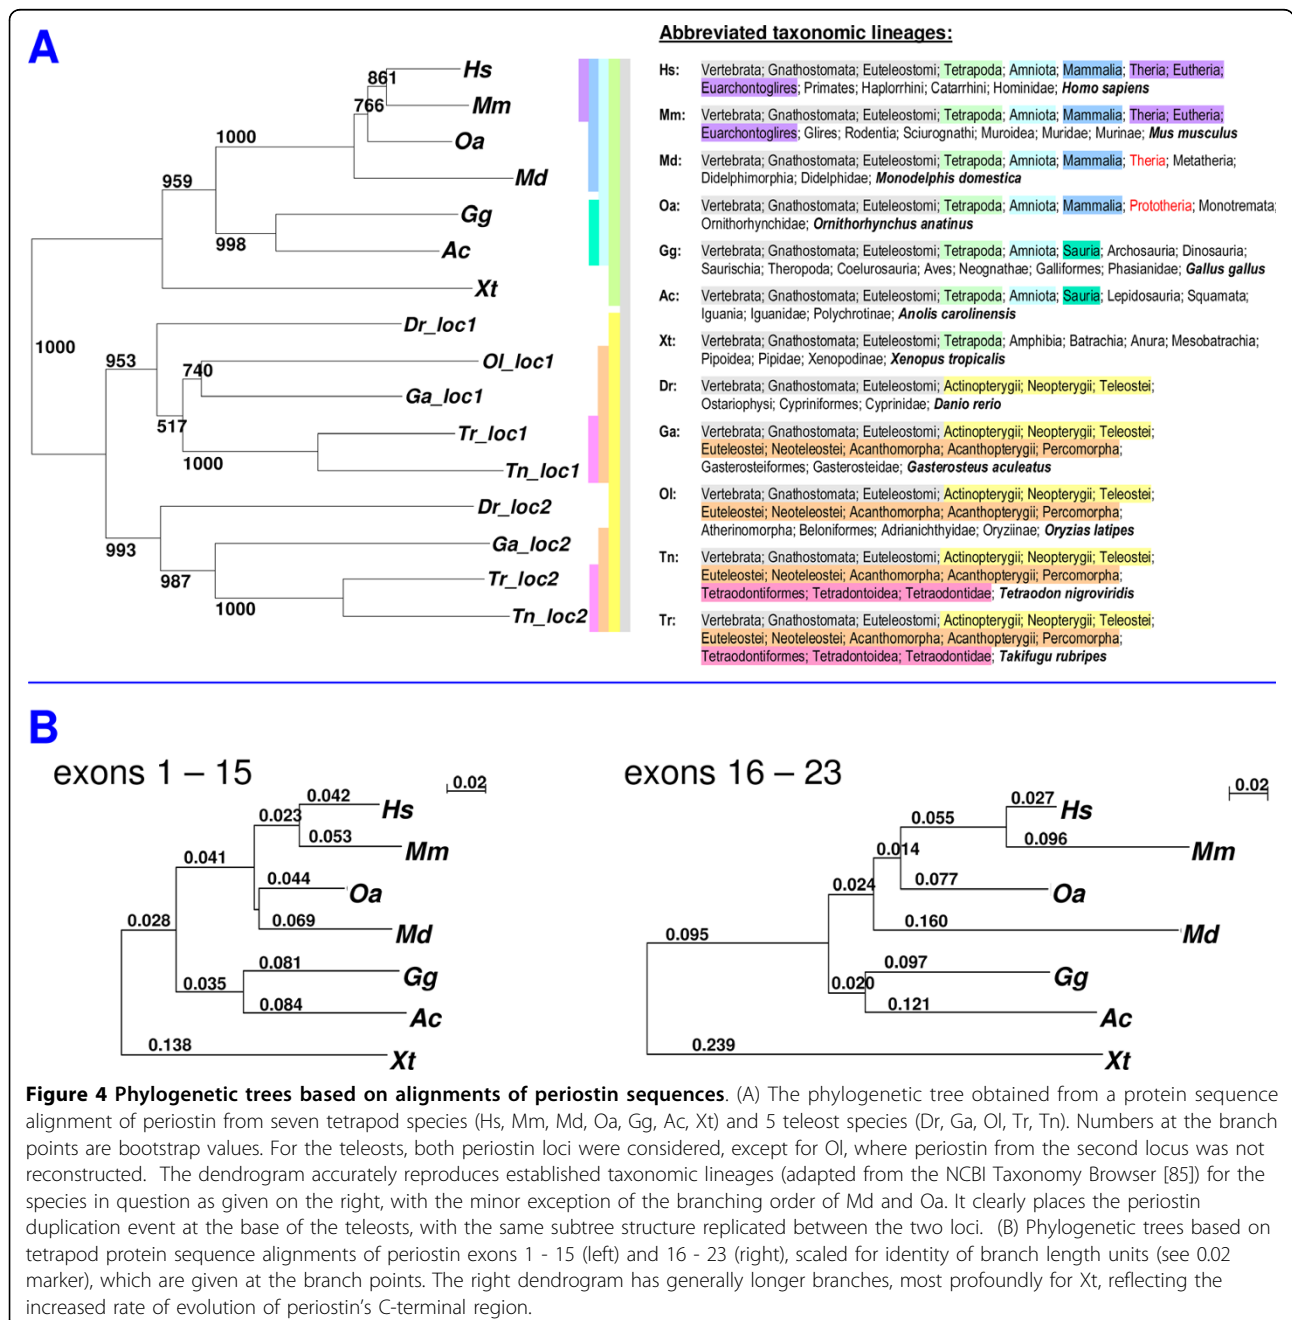 A
Abbreviated taxonomic lineages:
861
Hs
766
Mm
1000
Oa
Md
959
Gg
998
Ac
Xt
Dr_loc1
1000
953
740
Ol_loc1
Ga_loc1
517
Tr_loc1
1000
Tn_loc1
Dr_loc2
993
Ga_loc2
987
Tr_loc2
1000
Tn_loc2
Hs: Vertebrata; Gnathostomata; Euteleostomi; Tetrapoda; Amniota; Mammalia; Theria; Eutheria;
Euarchontoglires; Primates; Haplorrhini; Catarrhini; Hominidae; Homo sapiens
Mm: Vertebrata; Gnathostomata; Euteleostomi; Tetrapoda; Amniota; Mammalia; Theria; Eutheria;
Euarchontoglires; Glires; Rodentia; Sciurognathi; Muroidea; Muridae; Murinae; Mus musculus
Md: Vertebrata; Gnathostomata; Euteleostomi; Tetrapoda; Amniota; Mammalia; Theria; Metatheria;
Didelphimorphia; Didelphidae; Monodelphis domestica
Oa: Vertebrata; Gnathostomata; Euteleostomi; Tetrapoda; Amniota; Mammalia; Prototheria; Monotremata;
Ornithorhynchidae; Ornithorhynchus anatinus
Gg: Vertebrata; Gnathostomata; Euteleostomi; Tetrapoda; Amniota; Sauria; Archosauria; Dinosauria;
Saurischia; Theropoda; Coelurosauria; Aves; Neognathae; Galliformes; Phasianidae; Gallus gallus
Ac: Vertebrata; Gnathostomata; Euteleostomi; Tetrapoda; Amniota; Sauria; Lepidosauria; Squamata;
Iguania; Iguanidae; Polychrotinae; Anolis carolinensis
Xt: Vertebrata; Gnathostomata; Euteleostomi; Tetrapoda; Amphibia; Batrachia; Anura; Mesobatrachia;
Pipoidea; Pipidae; Xenopodinae; Xenopus tropicalis
Dr: Vertebrata; Gnathostomata; Euteleostomi; Actinopterygii; Neopterygii; Teleostei;
Ostariophysi; Cypriniformes; Cyprinidae; Danio rerio
Ga: Vertebrata; Gnathostomata; Euteleostomi; Actinopterygii; Neopterygii; Teleostei;
Euteleostei; Neoteleostei; Acanthomorpha; Acanthopterygii; Percomorpha;
Gasterosteiformes; Gasterosteidae; Gasterosteus aculeatus
Ol: Vertebrata; Gnathostomata; Euteleostomi; Actinopterygii; Neopterygii; Teleostei;
Euteleostei; Neoteleostei; Acanthomorpha; Acanthopterygii; Percomorpha;
Atherinomorpha; Beloniformes; Adrianichthyidae; Oryziinae; Oryzias latipes
Tn: Vertebrata; Gnathostomata; Euteleostomi; Actinopterygii; Neopterygii; Teleostei;
Euteleostei; Neoteleostei; Acanthomorpha; Acanthopterygii; Percomorpha;
Tetraodontiformes; Tetradontoidea; Tetraodontidae; Tetraodon nigroviridis
Tr: Vertebrata; Gnathostomata; Euteleostomi; Actinopterygii; Neopterygii; Teleostei;
Euteleostei; Neoteleostei; Acanthomorpha; Acanthopterygii; Percomorpha;
Tetraodontiformes; Tetradontoidea; Tetraodontidae; Takifugu rubripes
B
exons 1 – 15
0.02
0.042
Hs
0.023
0.053
Mm
0.041
0.044
Oa
0.028
0.069
Md
0.081
Gg
0.035
0.084
Ac
0.138
Xt
exons 16 – 23
0.02
0.027
Hs
0.055
0.096
Mm
0.014
0.077
Oa
0.024
0.160
Md
0.095
0.097
Gg
0.020
0.121
Ac
0.239
Xt
Figure 4 Phylogenetic trees based on alignments of periostin sequences. (A) The phylogenetic tree obtained from a protein sequence
alignment of periostin from seven tetrapod species (Hs, Mm, Md, Oa, Gg, Ac, Xt) and 5 teleost species (Dr, Ga, Ol, Tr, Tn). Numbers at the branch
points are bootstrap values. For the teleosts, both periostin loci were considered, except for Ol, where periostin from the second locus was not
reconstructed. The dendrogram accurately reproduces established taxonomic lineages (adapted from the NCBI Taxonomy Browser [85]) for the
species in question as given on the right, with the minor exception of the branching order of Md and Oa. It clearly places the periostin
duplication event at the base of the teleosts, with the same subtree structure replicated between the two loci. (B) Phylogenetic trees based on
tetrapod protein sequence alignments of periostin exons 1 - 15 (left) and 16 - 23 (right), scaled for identity of branch length units (see 0.02
marker), which are given at the branch points. The right dendrogram has generally longer branches, most profoundly for Xt, reflecting the
increased rate of evolution of periostin's C-terminal region.